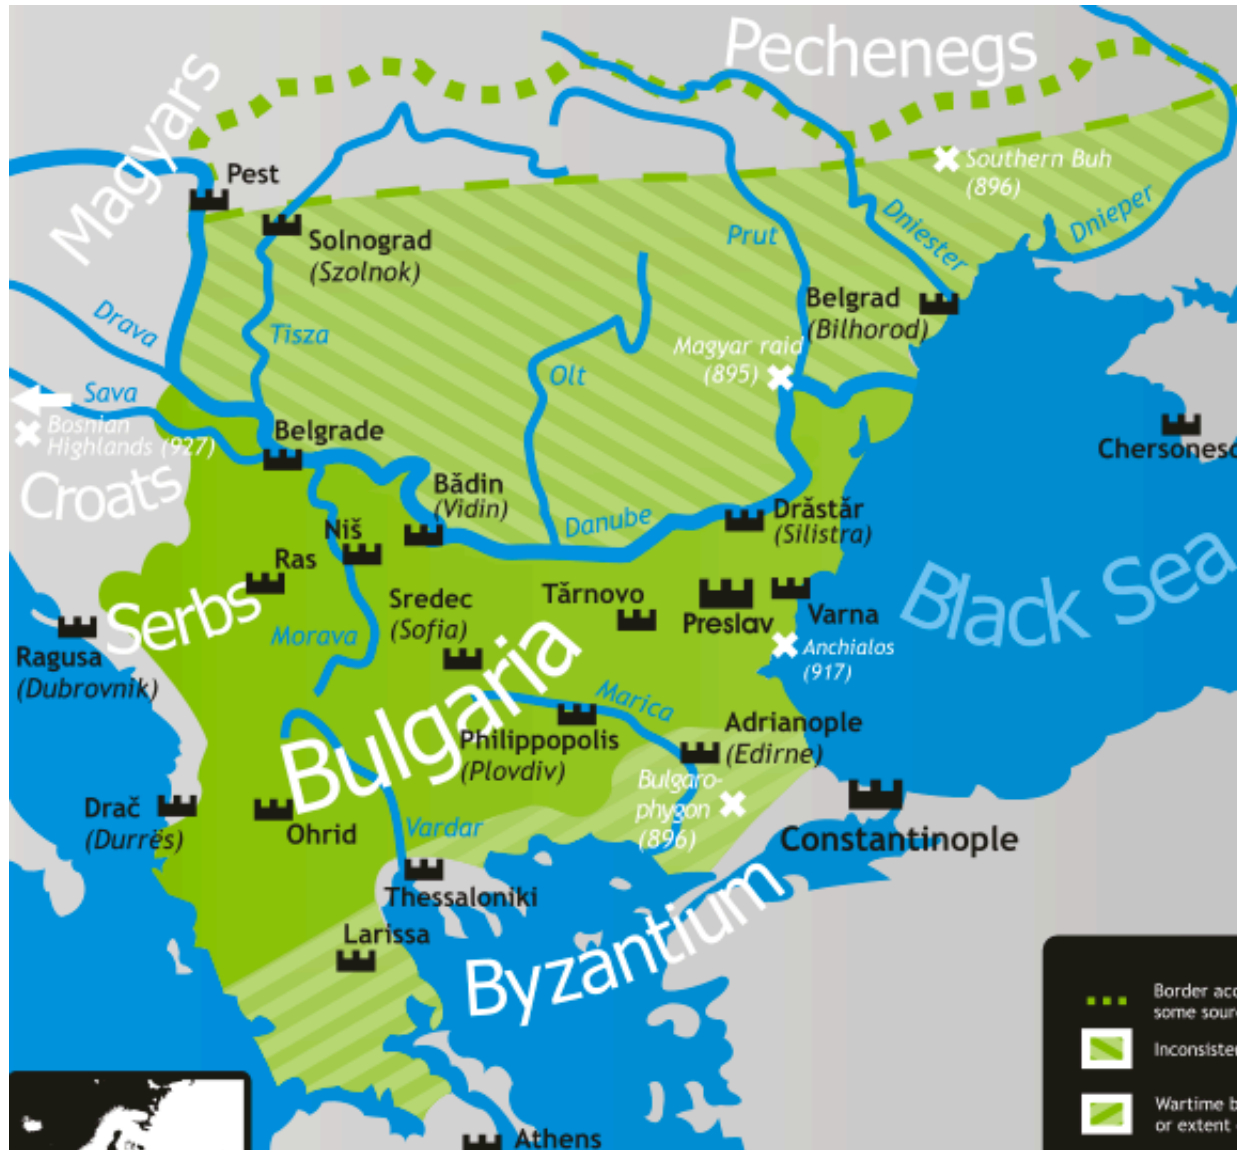 Pechenegs
Magyars
Pest
Southern Buh
(896)
Solnograd
(Szolnok)
Prut
Dniester
Dnieper
Drava
Tisza
Belgrad
(Bilhorod)
Magyar raid
(895)
Olt
Sava
Bosnian
Highlands (927)
Belgrade
Chersones
Croats
Bădin
(Vidin)
Danube
Drăstăr
(Silistra)
Niš
Ras
Black Sea
Serbs
Sredec
(Sofia)
Tărnovo
Preslav
Varna
Morava
Anchialos
(917)
Ragusa
(Dubrovnik)
Bulgaria
Marica
Philippopolis
(Plovdiv)
Adrianople
(Edirne)
Bulgaro-
phygon
(896)
Drač
(Durrës)
Ohrid
Vardar
Constantinople
Thessaloniki
Larissa
Byzantium
Border acc
some sour
Inconsister
Wartime b
or extent
Athens